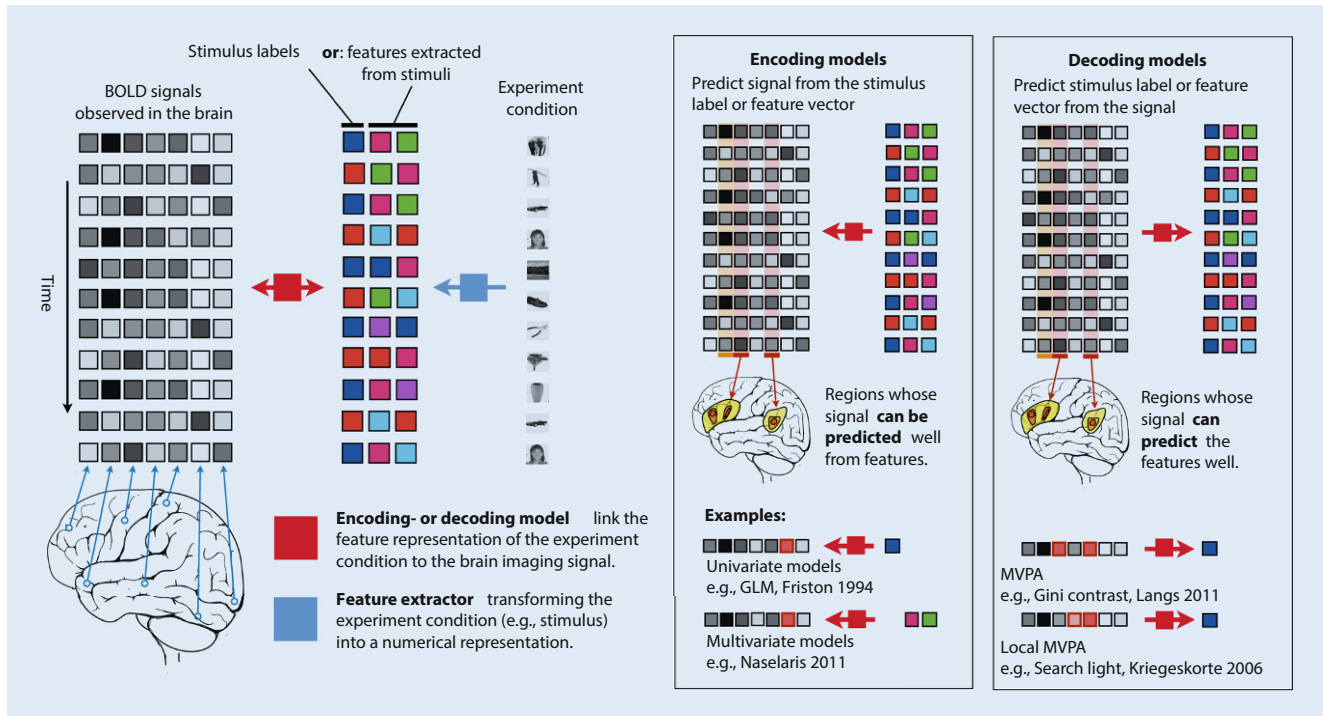 Stimulus labels or: features extracted
from stimuli
BOLD signals
observed in the brain
Experiment
condition
Time
Encoding- or decoding model link the
feature representation of the experiment
condition to the brain imaging signal.
Feature extractor transforming the
experiment condition (e.g., stimulus)
into a numerical representation.
Encoding models
Predict signal from the stimulus
label or feature vector
Regions whose
signal can be
predicted well
from features.
Examples:
Univariate models
e.g., GLM, Friston 1994
Multivariate models
e.g., Naselaris 2011
Decoding models
Predict stimulus label or feature
vector from the signal
Regions whose
signal can
predict the
features well.
MVPA
e.g., Gini contrast, Langs 2011
Local MVPA
e.g., Search light, Kriegeskorte 2006